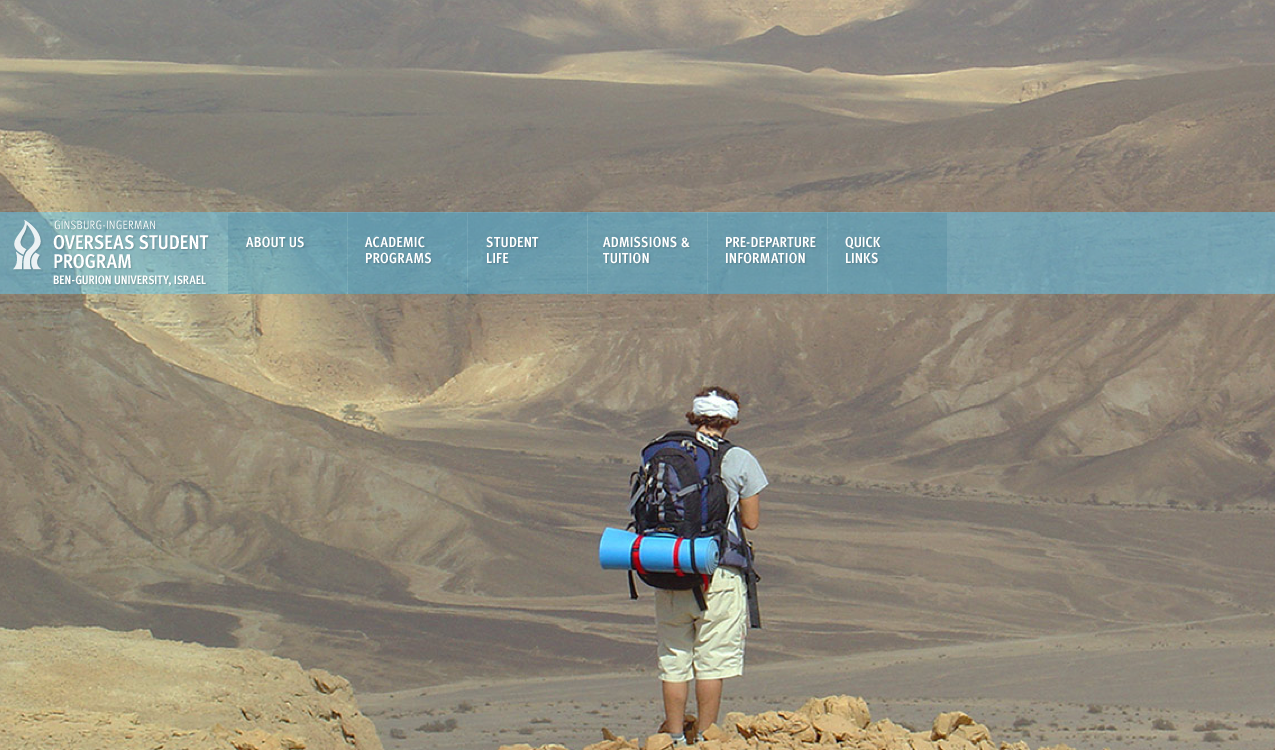 GINSBURG-INGERMAN
OVERSEAS STUDENT
PROGRAM
BEN-GURION UNIVERSITY, ISRAEL
ABOUT US
ACADEMIC
PROGRAMS
STUDENT
LIFE
ADMISSIONS &
TUITION
PRE-DEPARTURE
INFORMATION
QUICK
LINKS